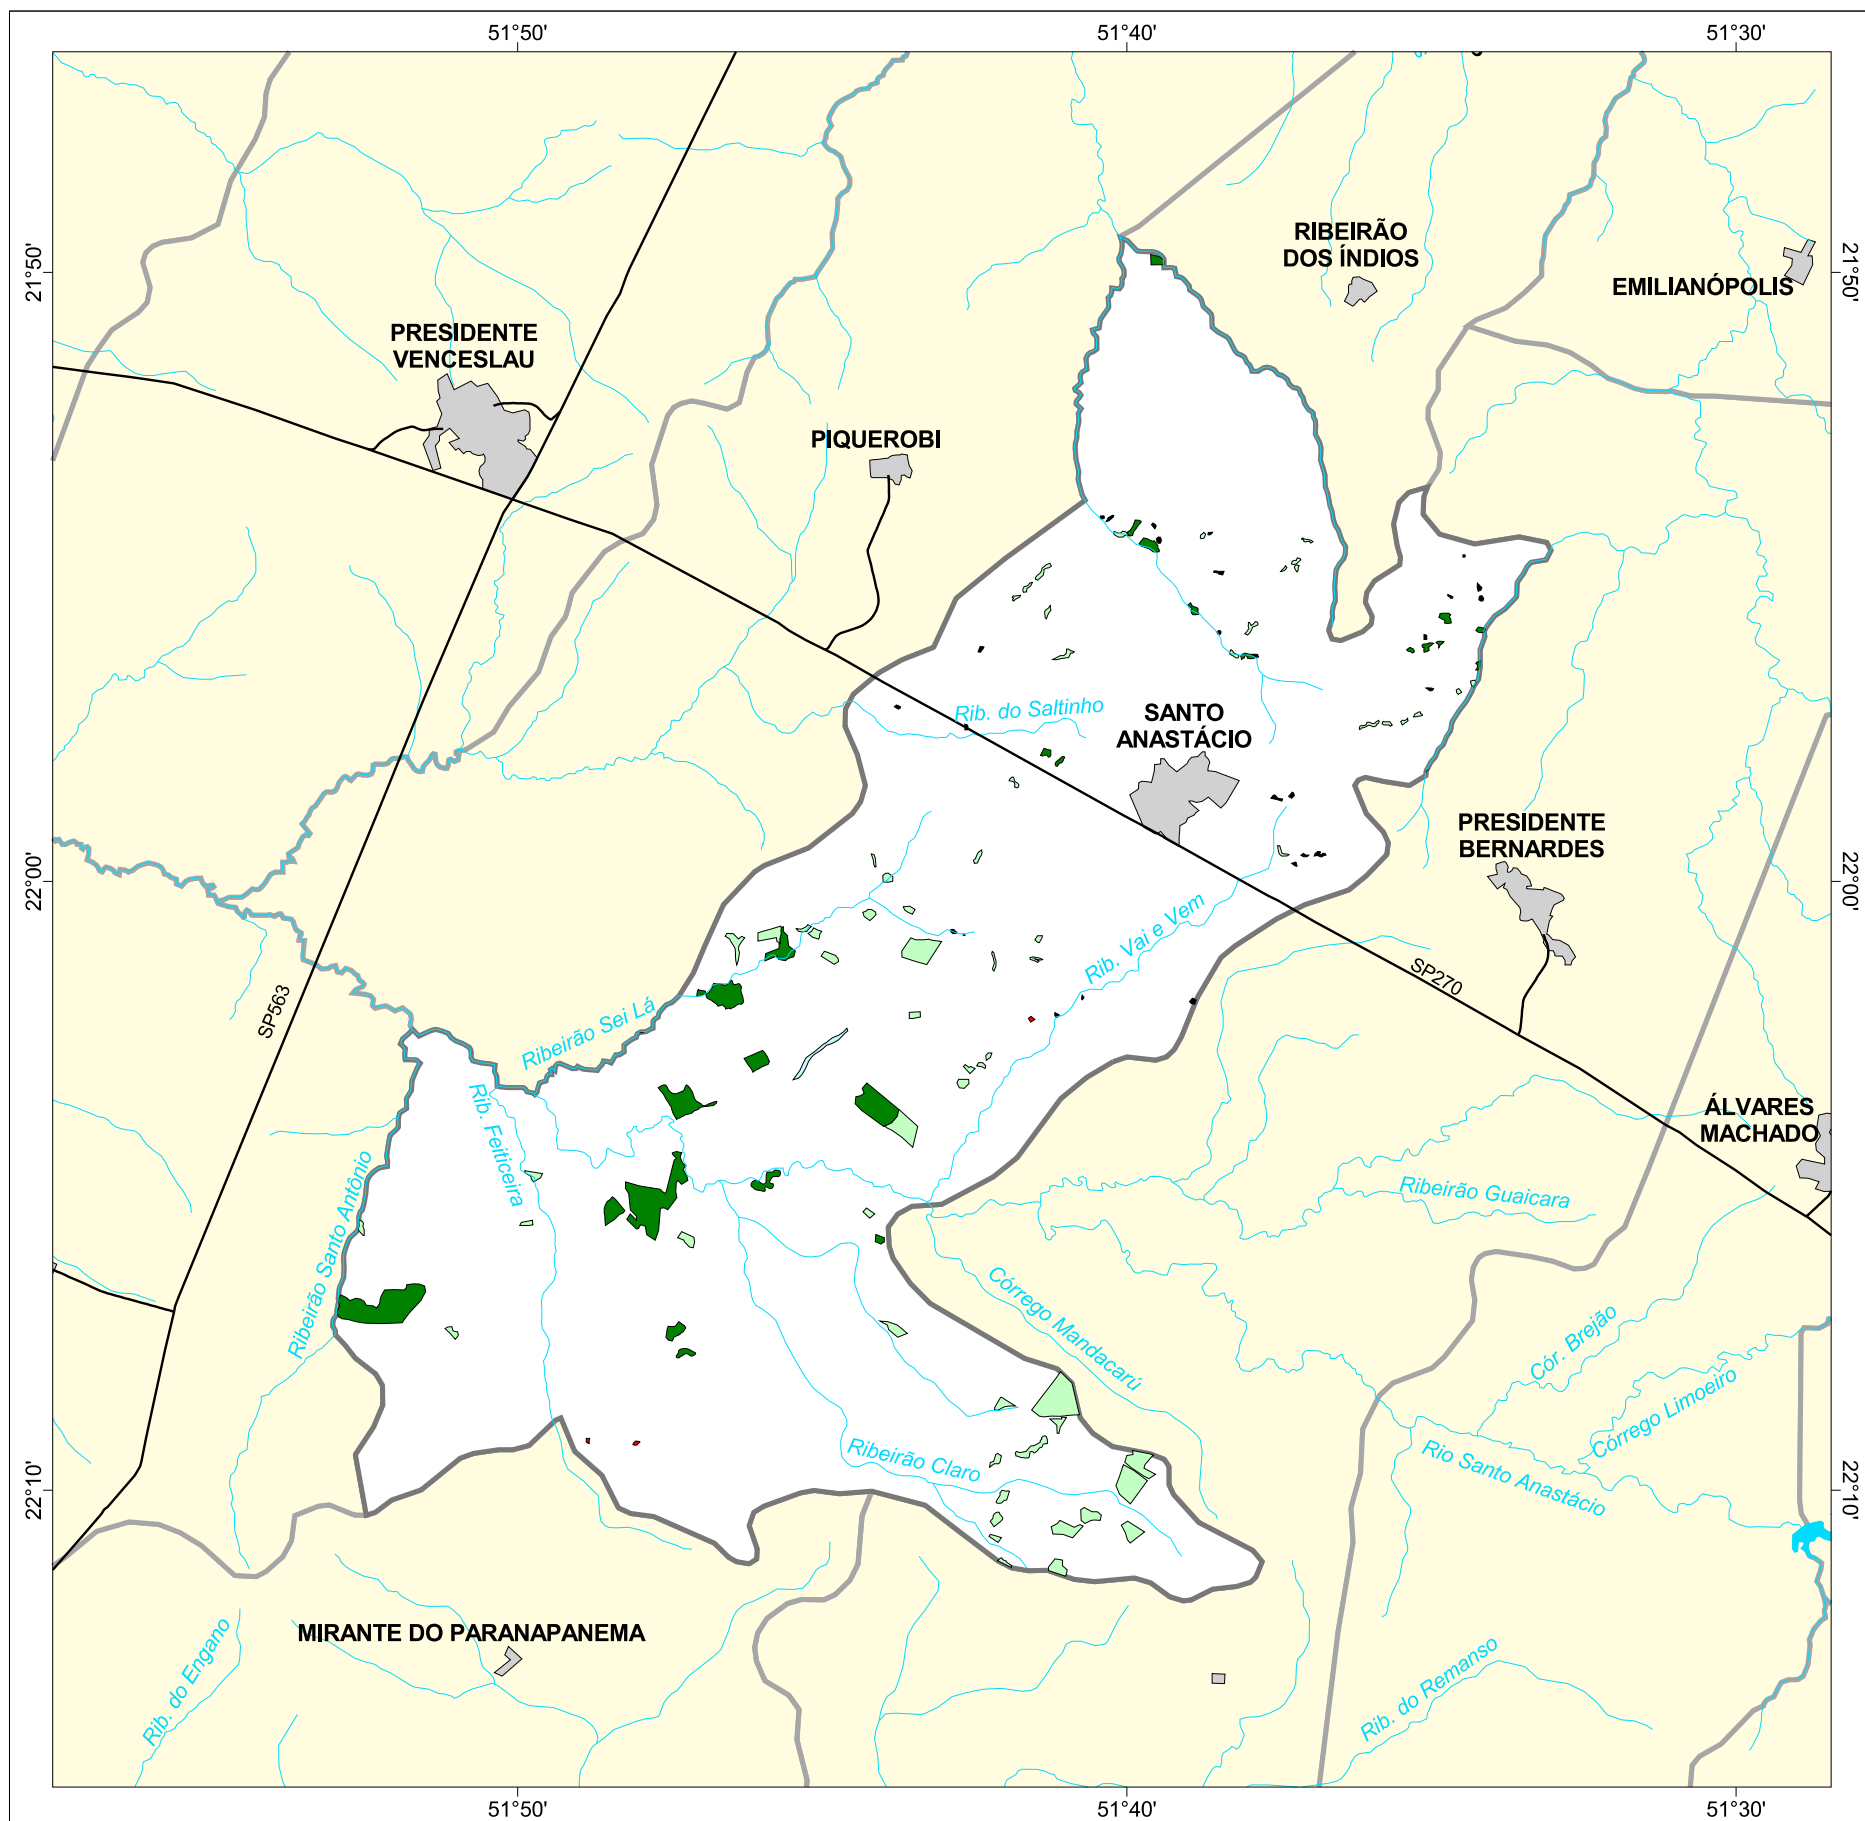 51°50'
51°40'
51°30'
21°50'
21°50'
RIBEIRÃO
DOS ÍNDIOS
EMILIANÓPOLIS
PRESIDENTE
VENCESLAU
PIQUEROBI
Rib. do Saltinho
SANTO
ANASTÁCIO
PRESIDENTE
BERNARDES
22°00'
22°00'
Rib. Vai e Vem
SP270
SP563
Ribeirão Sei Lá
Rib. Feiticeira
ÁLVARES
MACHADO
Ribeirão Santo Antônio
Ribeirão Guaicara
Córrego Mandacarú
Cór. Brejão
Córrego Limoeiro
Ribeirão Claro
Rio Santo Anastácio
22°10'
22°10'
MIRANTE DO PARANAPANEMA
Rib. do Engano
Rib. do Remanso
51°50'
51°40'
51°30'